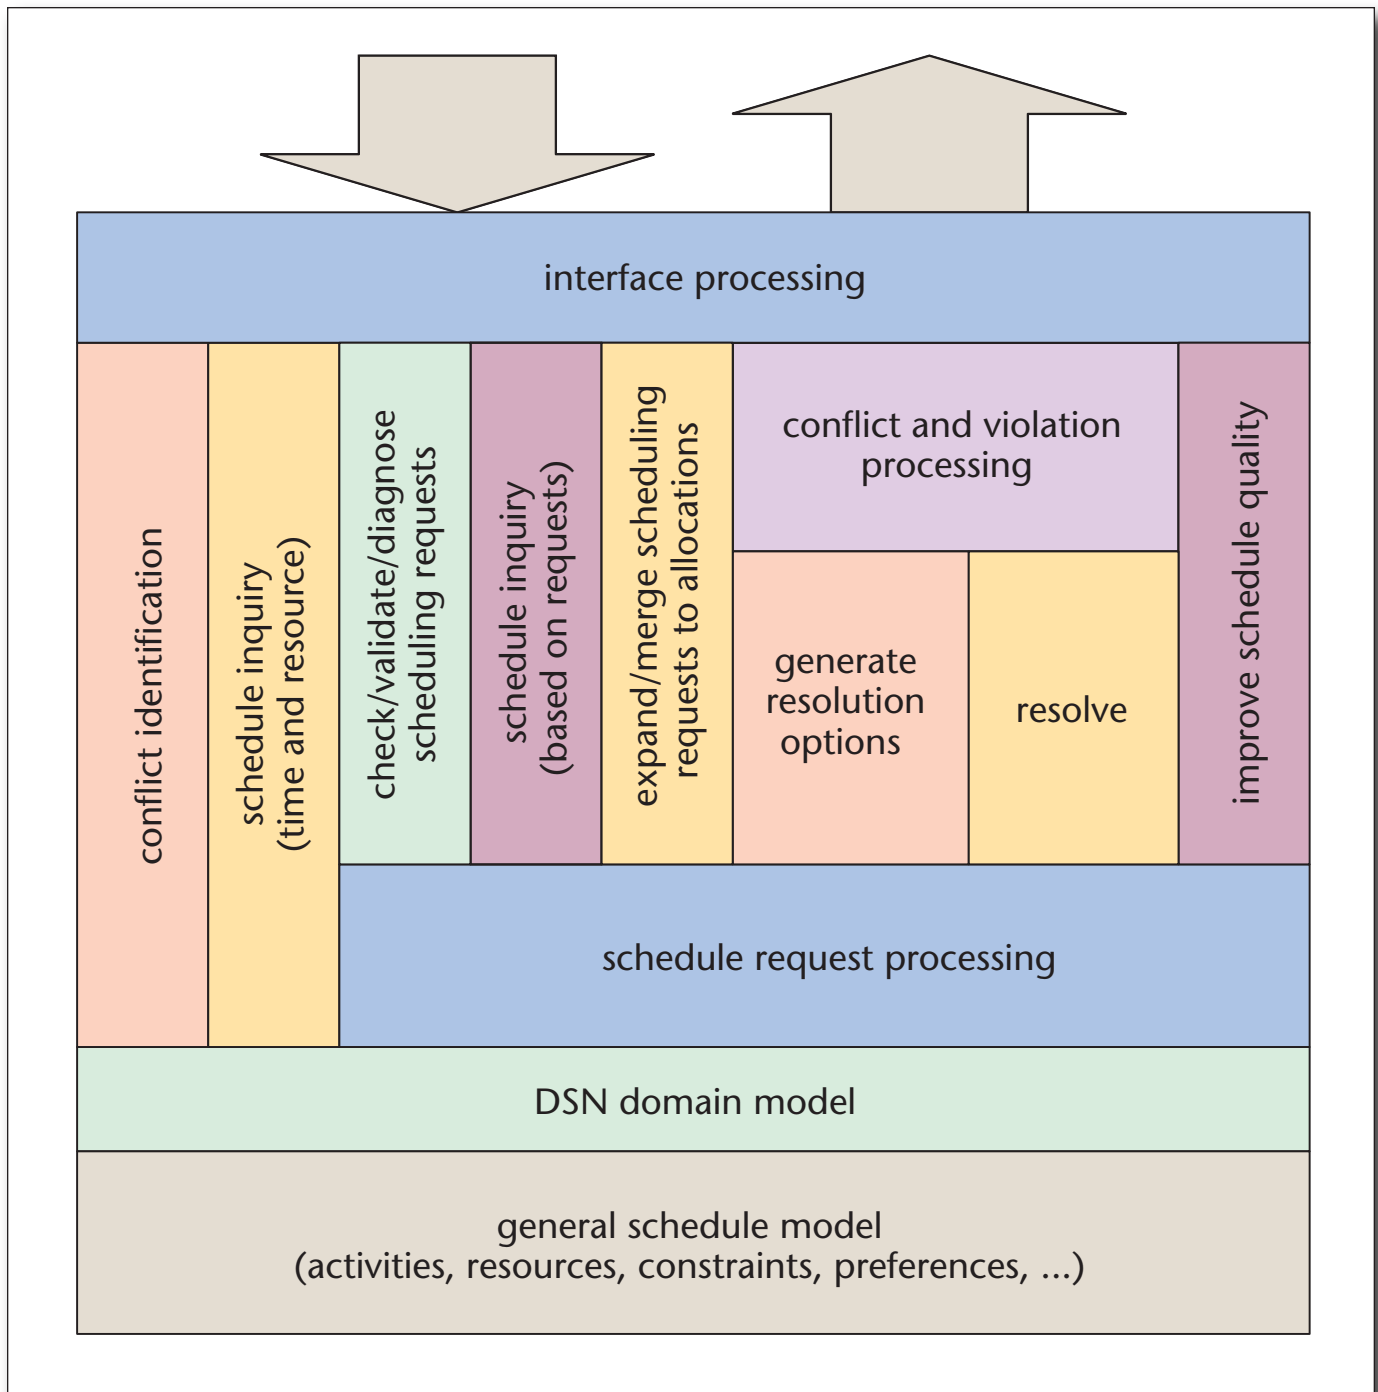 interface processing
conflict identification
schedule inquiry
(time and resource)
check/validate/diagnose
scheduling requests
schedule inquiry
(based on requests)
expand/merge scheduling
requests to allocations
conflict and violation
processing
generate
resolution
options
resolve
improve schedule quality
schedule request processing
DSN domain model
general schedule model
(activities, resources, constraints, preferences, ...)